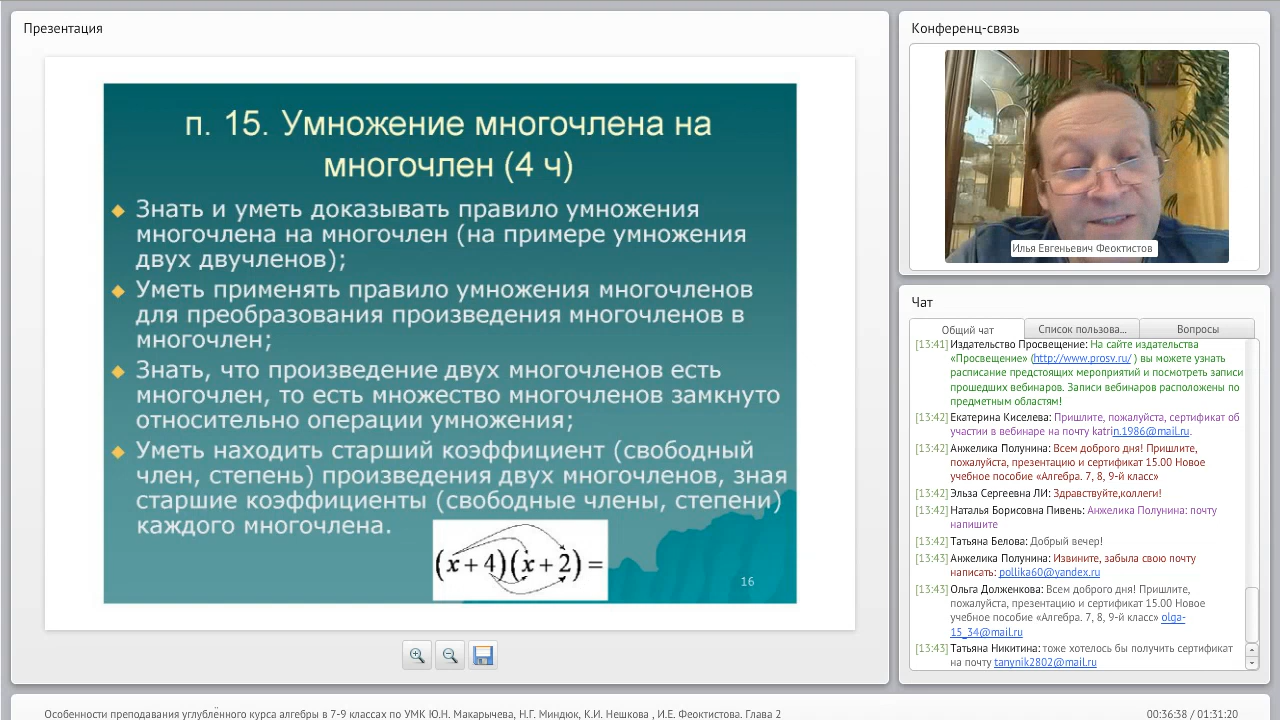 Презентация
п. 15. Умножение многочлена на
многочлен (4 ч)
Знать и уметь доказывать правило умножения
многочлена на многочлен (на примере умножения
двух двучленов);
Уметь применять правило умножения многочленов
для преобразования произведения многочленов в
многочлен;
Знать, что произведение двух многочленов есть
многочлен, то есть множество многочленов замкнуто
относительно операции умножения;
Уметь находить старший коэффициент (свободный
член, степень) произведения двух многочленов, зная
старшие коэффициенты (свободные члены, степени)
каждого многочлена.
(x+4)(x+2)=
16
Конференц-связь
Илья Евгеньевич Феоктистов
Чат
Общий чат
Список пользова...
Вопросы
[13:41] Издательство Просвещение: На сайте издательства
«Просвещение» (http://www.prosv.ru/ ) вы можете узнать
расписание предстоящих мероприятий и посмотреть записи
прошедших вебинаров. Записи вебинаров расположены по
предметным областям!
[13:42] Екатерина Киселева: Пришлите, пожалуйста, сертификат об
участии в вебинаре на почту katrin.1986@mail.ru.
[13:42] Анжелика Полунина: Всем доброго дня! Пришлите,
пожалуйста, презентацию и сертификат 15.00 Новое
учебное пособие «Алгебра. 7, 8, 9-й класс»
[13:42] Эльза Сергеевна ЛИ: Здравствуйте,коллеги!
[13:42] Наталья Борисовна Пивень: Анжелика Полунина: почту
напишите
[13:42] Татьяна Белова: Добрый вечер!
[13:43] Анжелика Полунина: Извините, забыла свою почту
написать: pollika60@yandex.ru
[13:43] Ольга Долженкова: Всем доброго дня! Пришлите,
пожалуйста, презентацию и сертификат 15.00 Новое
учебное пособие «Алгебра. 7, 8, 9-й класс» olga-
15_34@mail.ru
[13:43] Татьяна Никитина: тоже хотелось бы получить сертификат
на почту tanynik2802@mail.ru
Особенности преподавания углублённого курса алгебры в 7-9 классах по УМК Ю.Н. Макарычева, Н.Г. Миндюк, К.И. Нешкова , И.Е. Феоктистова. Глава 2
00:36:38 / 01:31:20